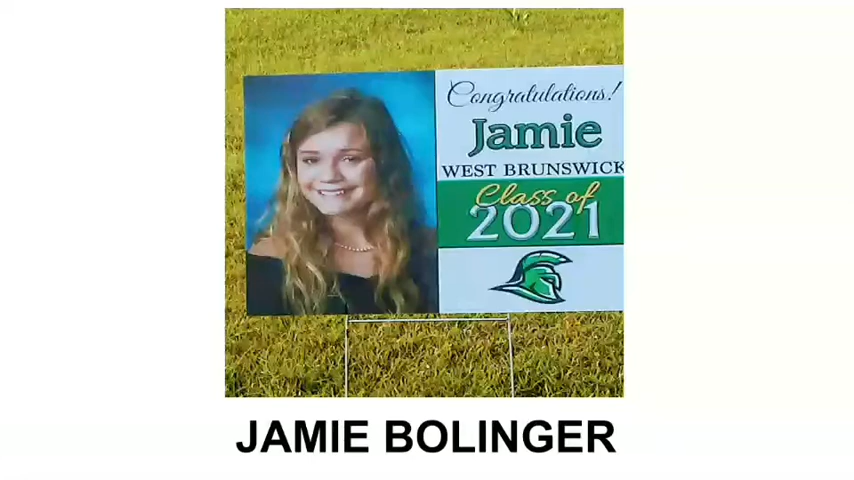 Congratulations!
Jamie
WEST BRUNSWICK
Class of
2021
JAMIE BOLINGER